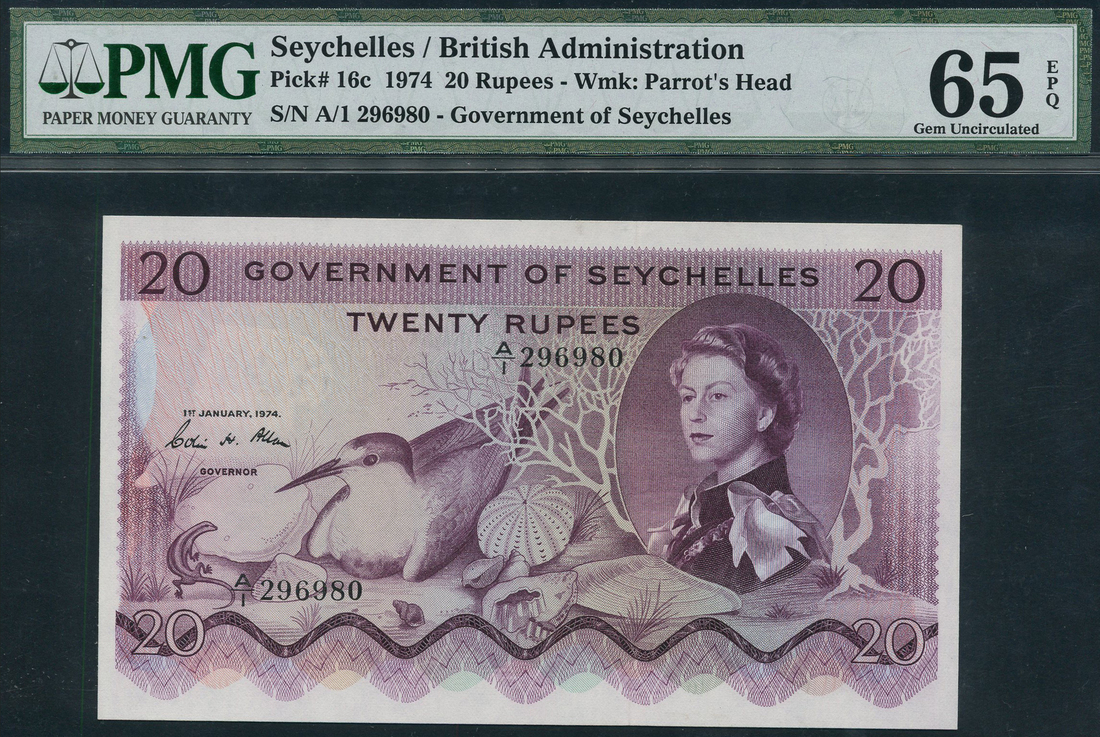 PMG
PAPER MONEY GUARANTY
Seychelles / British Administration
Pick# 16c 1974 20 Rupees - Wmk: Parrot's Head
S/N A/1 296980 - Government of Seychelles
65
EPQ
Gem Uncirculated
20 GOVERNMENT OF SEYCHELLES 20
TWENTY RUPEES
A/1 296980
1ST JANUARY, 1974.
Colin H. Allan
GOVERNOR
A/1 296980
20 20